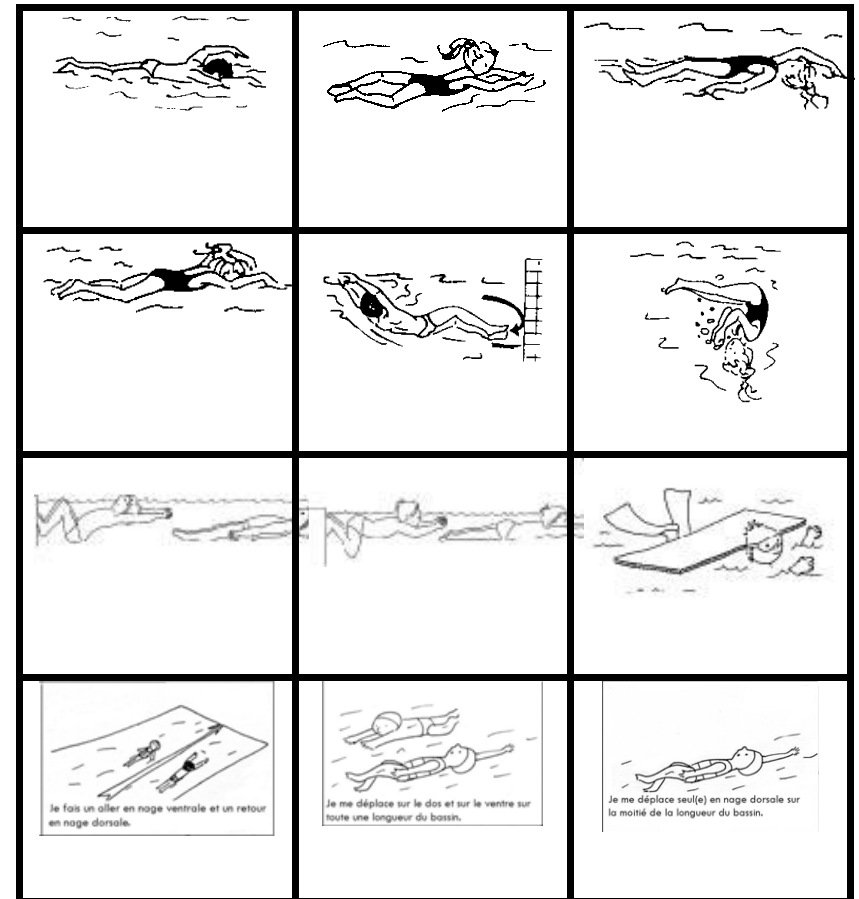 Je fais un aller en nage ventrale et un retour
en nage dorsale.
Je me déplace sur le dos et sur le ventre sur
toute une longueur du bassin.
Je me déplace seul(e) en nage dorsale sur
la moitié de la longueur du bassin.